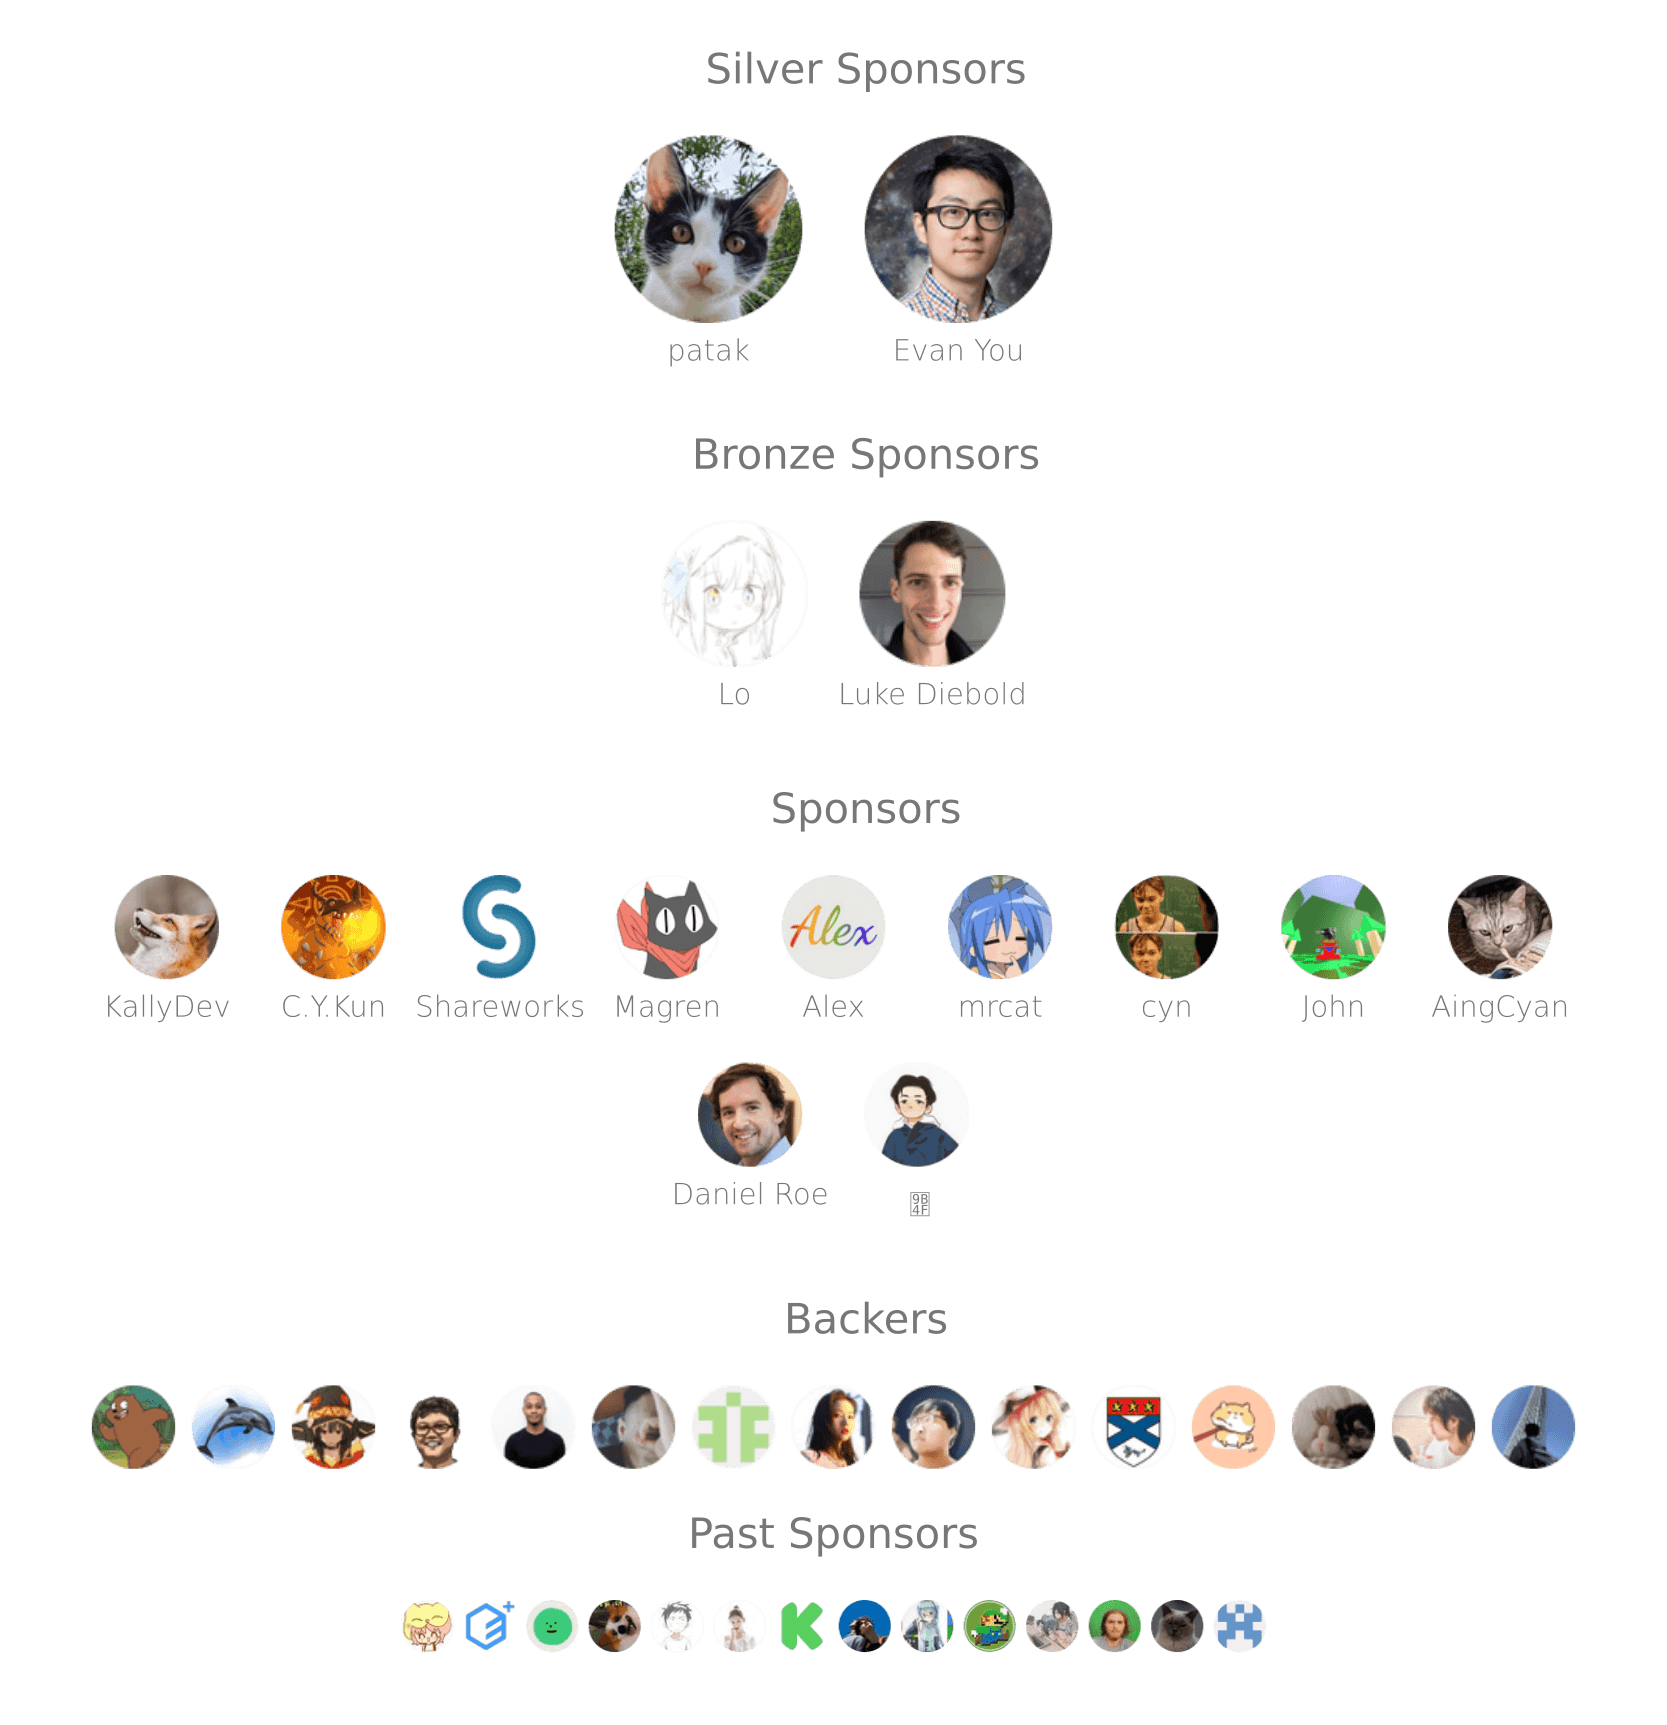 Silver Sponsors
patak
Evan You
Bronze Sponsors
Lo
Luke Diebold
Sponsors
Alex
KallyDev
C.Y.Kun
Shareworks
Magren
Alex
mrcat
cyn
John
AingCyan
Daniel Roe
Backers
Past Sponsors